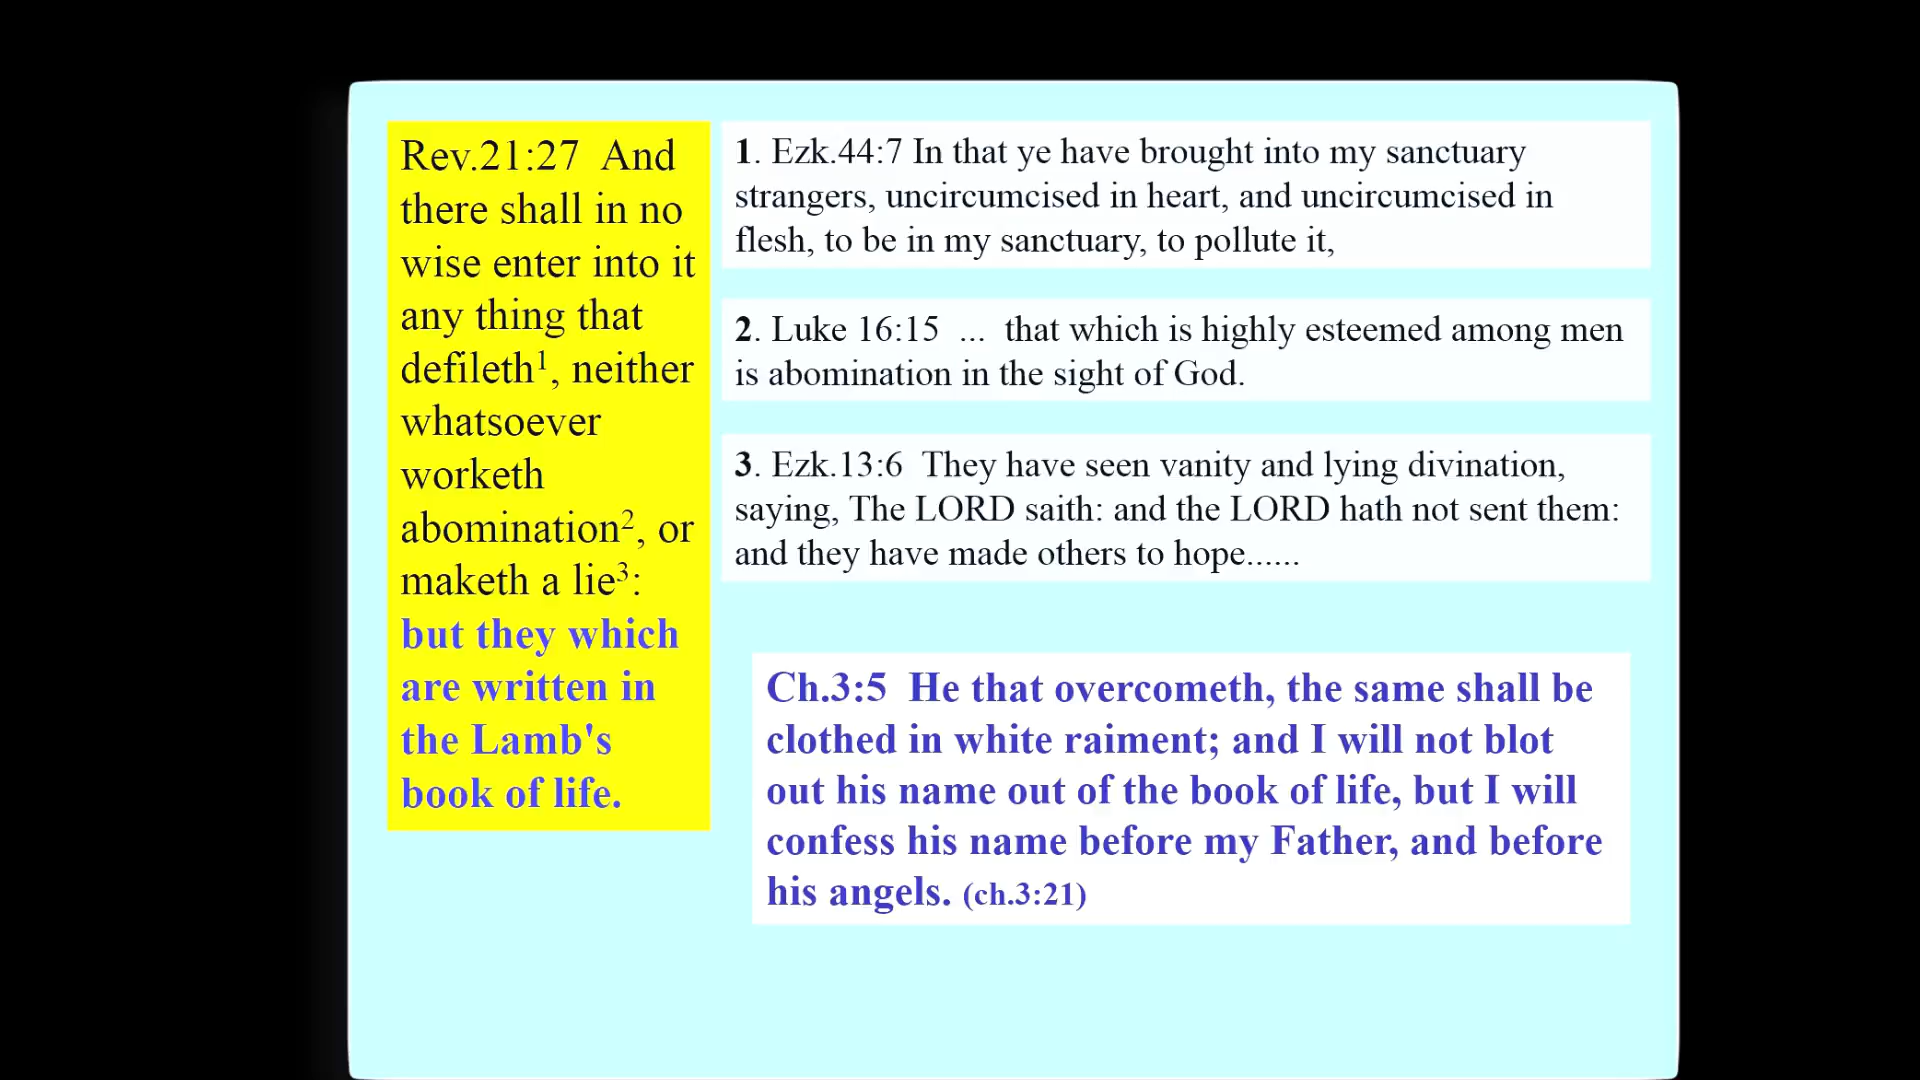 Rev.21:27 And
there shall in no
wise enter into it
any thing that
defileth¹, neither
whatsoever
worketh
abomination², or
maketh a lie³:
but they which
are written in
the Lamb's
book of life.
1. Ezk.44:7 In that ye have brought into my sanctuary
strangers, uncircumcised in heart, and uncircumcised in
flesh, to be in my sanctuary, to pollute it,
2. Luke 16:15 ... that which is highly esteemed among men
is abomination in the sight of God.
3. Ezk.13:6 They have seen vanity and lying divination,
saying, The LORD saith: and the LORD hath not sent them:
and they have made others to hope......
Ch.3:5 He that overcometh, the same shall be
clothed in white raiment; and I will not blot
out his name out of the book of life, but I will
confess his name before my Father, and before
his angels. (ch.3:21)